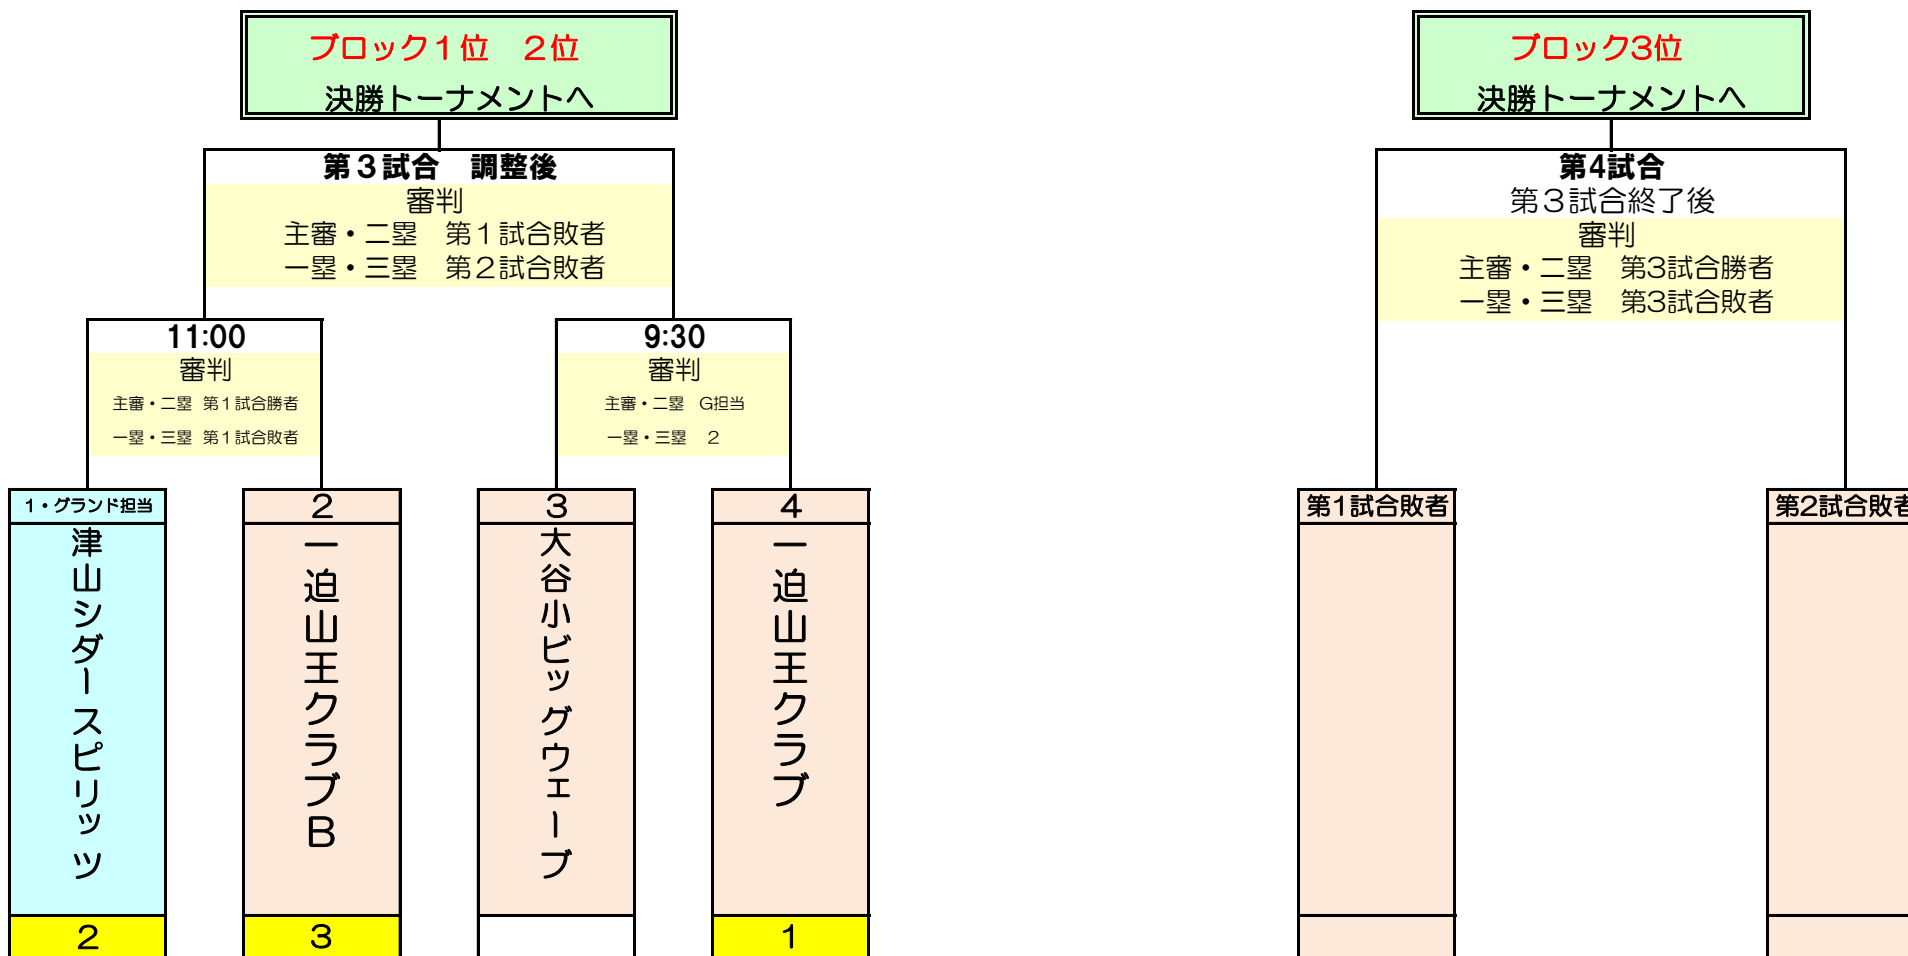 ブロック１位　２位
決勝トーナメントへ
第３試合　調整後
審判
主審・二塁　第１試合敗者
一塁・三塁　第２試合敗者
11:00
審判
主審・二塁 第１試合勝者
一塁・三塁 第１試合敗者
9:30
審判
主審・二塁　G担当
一塁・三塁　２
1・グランド担当
津山シダースピリッツ
2
2
一迫山王クラブB
3
3
大谷小ビッグウェーブ
4
一迫山王クラブ
1
ブロック3位
決勝トーナメントへ
第4試合
第３試合終了後
審判
主審・二塁　第3試合勝者
一塁・三塁　第3試合敗者
第1試合敗者
第2試合敗者